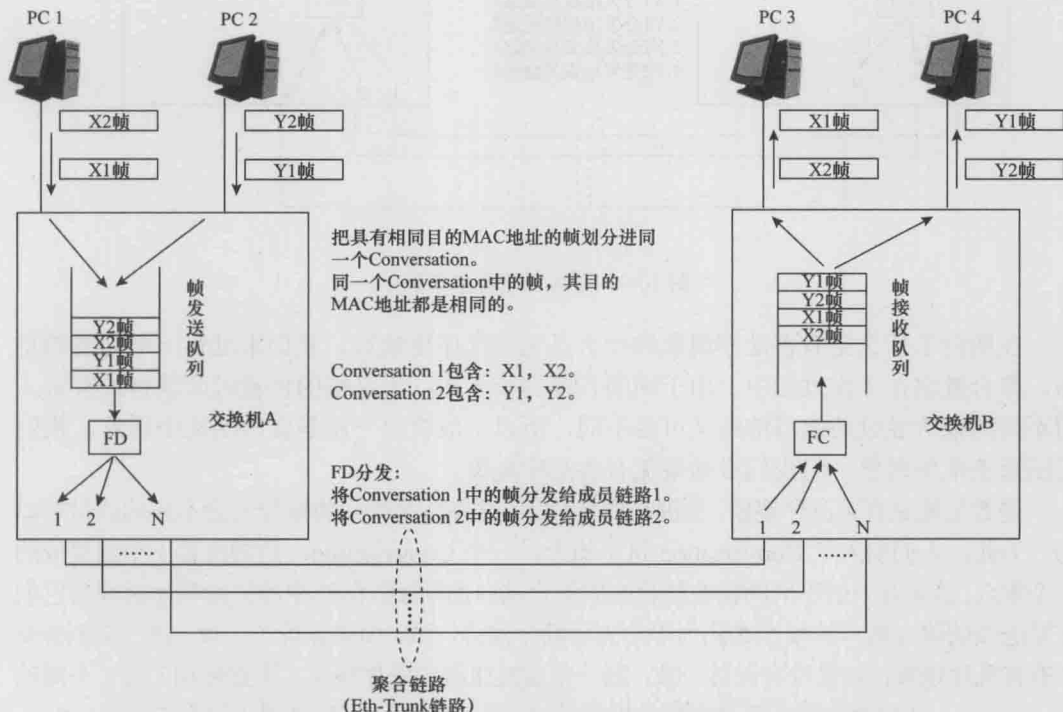 PC 1
PC 2
PC 3
PC 4
X2帧
Y2帧
X1帧
Y1帧
X1帧
Y1帧
X2帧
Y2帧
把具有相同目的MAC地址的帧划分进同
一个Conversation。
同一个Conversation中的帧，其目的
MAC地址都是相同的。
Conversation 1包含：X1，X2。
Conversation 2包含：Y1，Y2。
FD分发：
将Conversation 1中的帧分发给成员链路1。
将Conversation 2中的帧分发给成员链路2。
Y2帧
X2帧
Y1帧
X1帧
帧发送队列
FD
交换机A
1 2 N
……
Y1帧
Y2帧
X1帧
X2帧
帧接收队列
FC
交换机B
1 2 N
……
聚合链路
（Eth-Trunk链路）